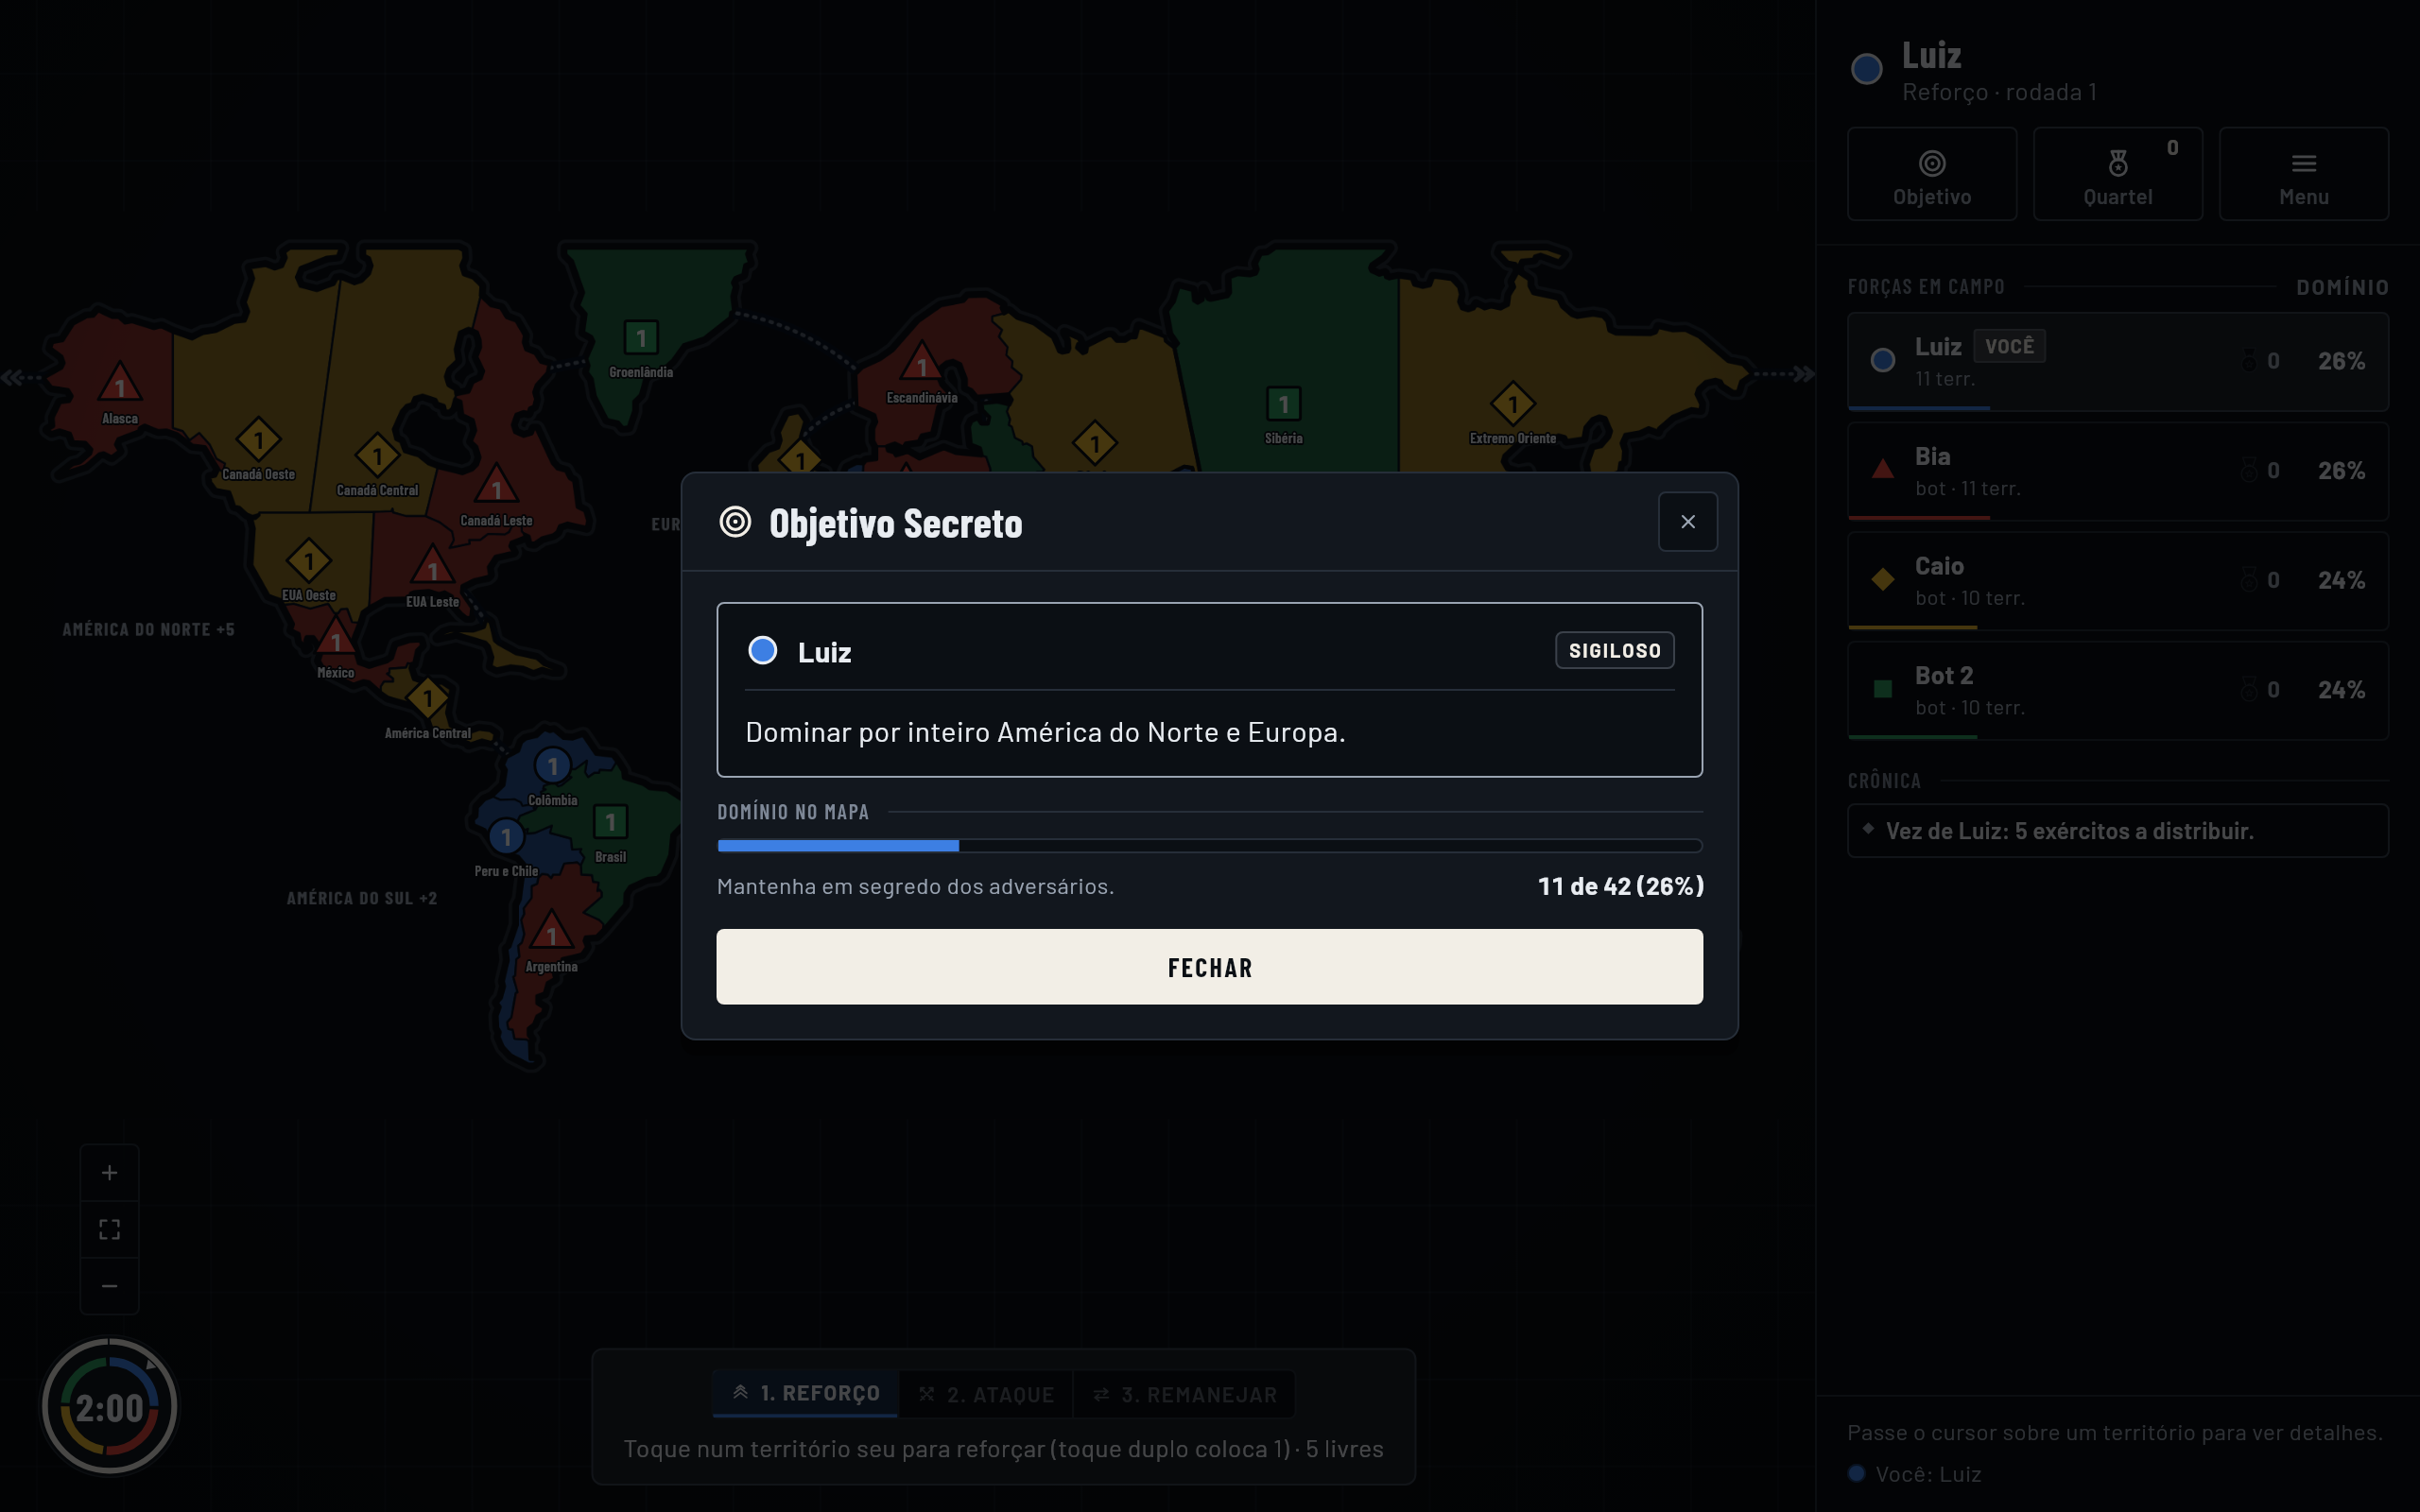 Luiz
Reforço · rodada 1
Objetivo
0
Quartel
Menu
FORÇAS EM CAMPO
DOMÍNIO
Luiz VOCÊ
11 terr.
0 26%
Bia
bot · 11 terr.
0 26%
Caio
bot · 10 terr.
0 24%
Bot 2
bot · 10 terr.
0 24%
CRÔNICA
Vez de Luiz: 5 exércitos a distribuir.
Passe o cursor sobre um território para ver detalhes.
Você: Luiz
1
Alasca
1
Canadá Oeste
1
Canadá Central
1
Canadá Leste
1
Groenlândia
1
Escandinávia
1
1
1
Sibéria
1
Extremo Oriente
1
EUA Oeste
1
EUA Leste
AMÉRICA DO NORTE +5
1
México
1
América Central
1
Colômbia
1
Brasil
1
Peru e Chile
AMÉRICA DO SUL +2
1
Argentina
EUR
Objetivo Secreto
Luiz
SIGILOSO
Dominar por inteiro América do Norte e Europa.
DOMÍNIO NO MAPA
Mantenha em segredo dos adversários.
11 de 42 (26%)
FECHAR
2:00
1. REFORÇO
2. ATAQUE
3. REMANEJAR
Toque num território seu para reforçar (toque duplo coloca 1) · 5 livres